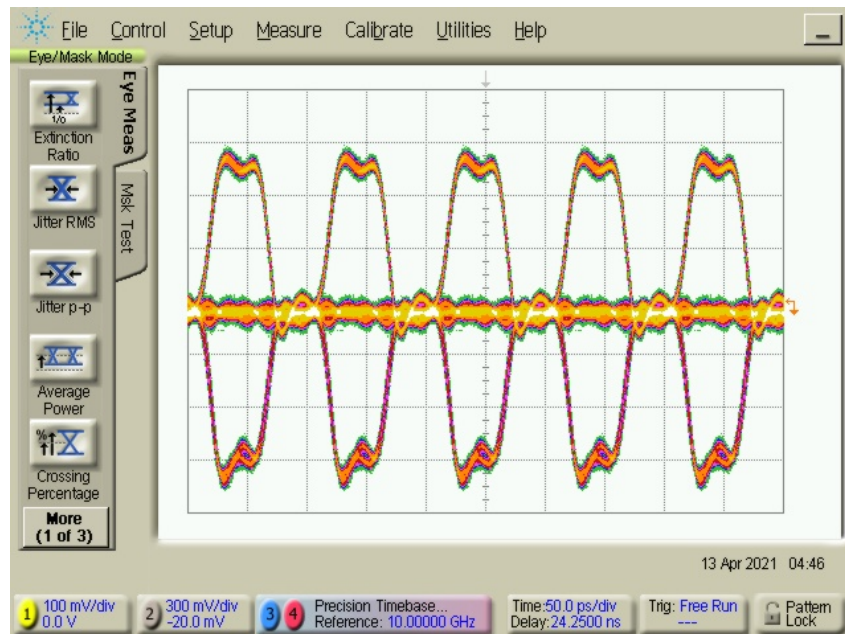 File Control Setup Measure Calibrate Utilities Help
Eye/Mask Mode
Eye Meas
Msk Test
1/0
Extinction
Ratio
Jitter RMS
Jitter p-p
Average
Power
%
Crossing
Percentage
More
(1 of 3)
13 Apr 2021 04:46
1 100 mV/div
0.0 V
2 300 mV/div
-20.0 mV
3 4 Precision Timebase...
Reference: 10.00000 GHz
Time:50.0 ps/div
Delay:24.2500 ns
Trig: Free Run
---
Pattern
Lock